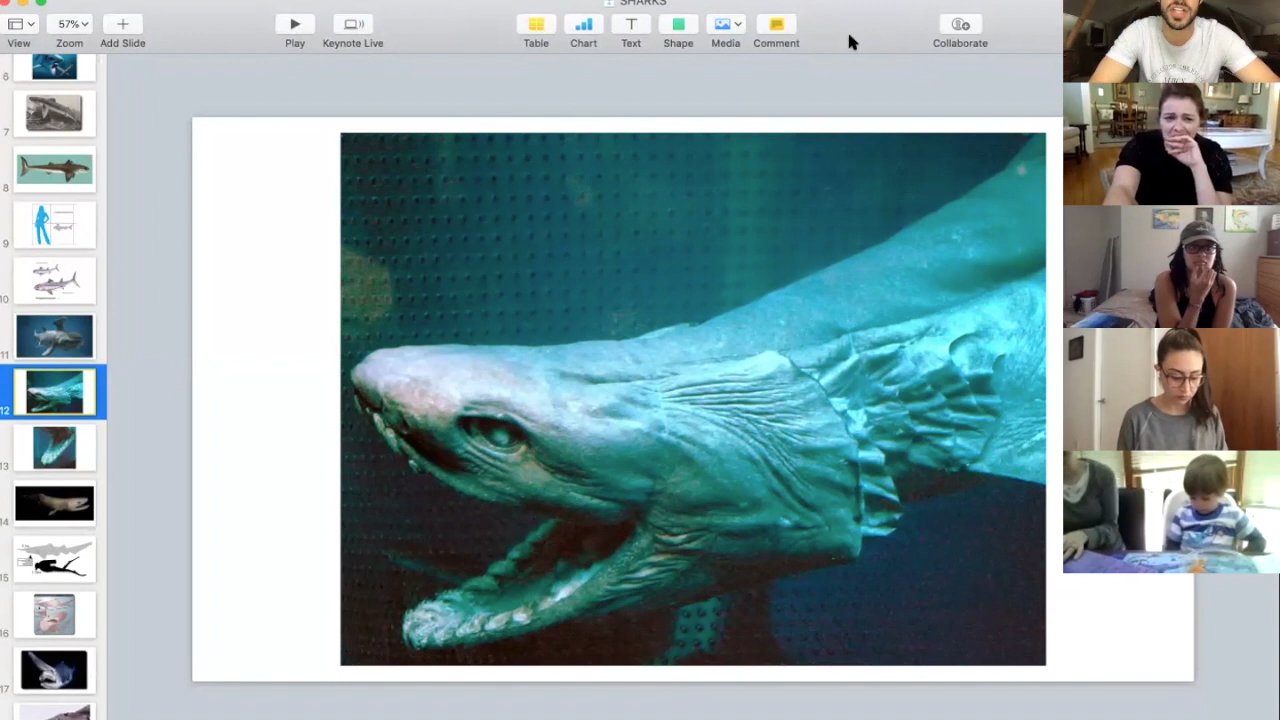 SHARKS
57%
View
Zoom
Add Slide
Play
Keynote Live
Table
Chart
Text
Shape
Media
Comment
Collaborate
6
7
8
9
10
11
12
13
14
15
16
17